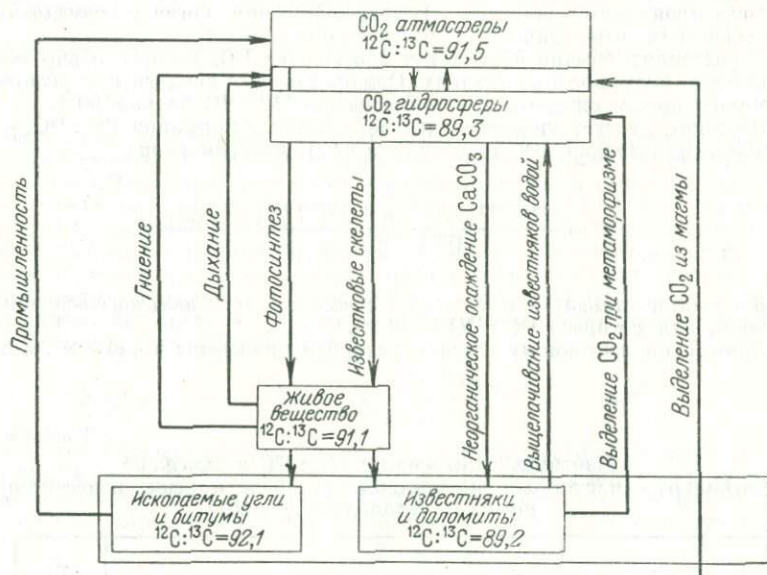 CO₂ атмосферы
¹²C:¹³C=91,5
CO₂ гидросферы
¹²C:¹³C=89,3
Промышленность
Гниение
Дыхание
Фотосинтез
Известковые скелеты
Неорганическое осаждение CaCO₃
Выщелачивание известняков водой
Выделение CO₂ при метаморфизме
Выделение CO₂ из магмы
Живое
вещество
¹²C:¹³C=91,1
Ископаемые угли
и битумы
¹²C:¹³C=92,1
Известняки
и доломиты
¹²C:¹³C=89,2